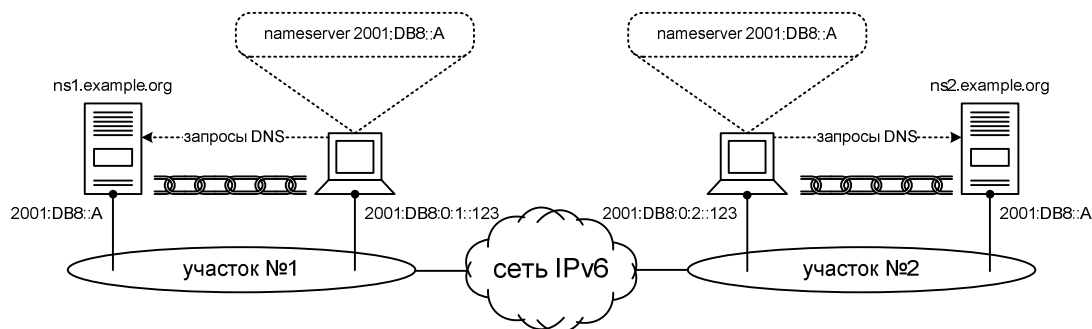 nameserver 2001:DB8::A
nameserver 2001:DB8::A
ns1.example.org
ns2.example.org
запросы DNS
запросы DNS
2001:DB8::A
2001:DB8:0:1::123
2001:DB8:0:2::123
2001:DB8::A
участок №1
сеть IPv6
участок №2